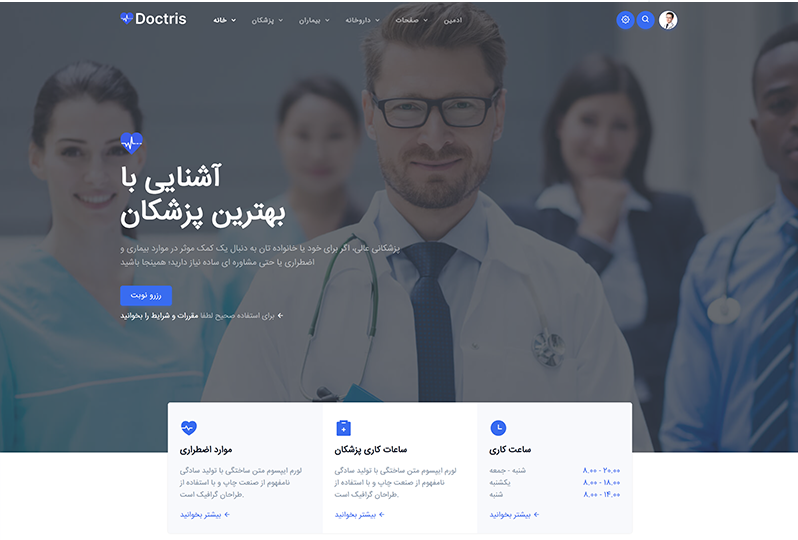 Doctris
خانه
پزشکان
بیماران
داروخانه
صفحات
ادمین
آشنایی با
بهترین پزشکان
پزشکانی عالی، اگر برای خود یا خانواده تان به دنبال یک کمک موثر در موارد بیماری و
اضطراری یا حتی مشاوره ای ساده نیاز دارید؛ همینجا باشید
رزرو نوبت
برای استفاده صحیح لطفا مقررات و شرایط را بخوانید
موارد اضطراری
لورم ایپسوم متن ساختگی با تولید سادگی
نامفهوم از صنعت چاپ و با استفاده از
طراحان گرافیک است.
بیشتر بخوانید
ساعات کاری پزشکان
لورم ایپسوم متن ساختگی با تولید سادگی
نامفهوم از صنعت چاپ و با استفاده از
طراحان گرافیک است.
بیشتر بخوانید
ساعت کاری
شنبه - جمعه ۸.۰۰ - ۲۰.۰۰
یکشنبه ۸.۰۰ - ۱۸.۰۰
شنبه ۸.۰۰ - ۱۴.۰۰
بیشتر بخوانید